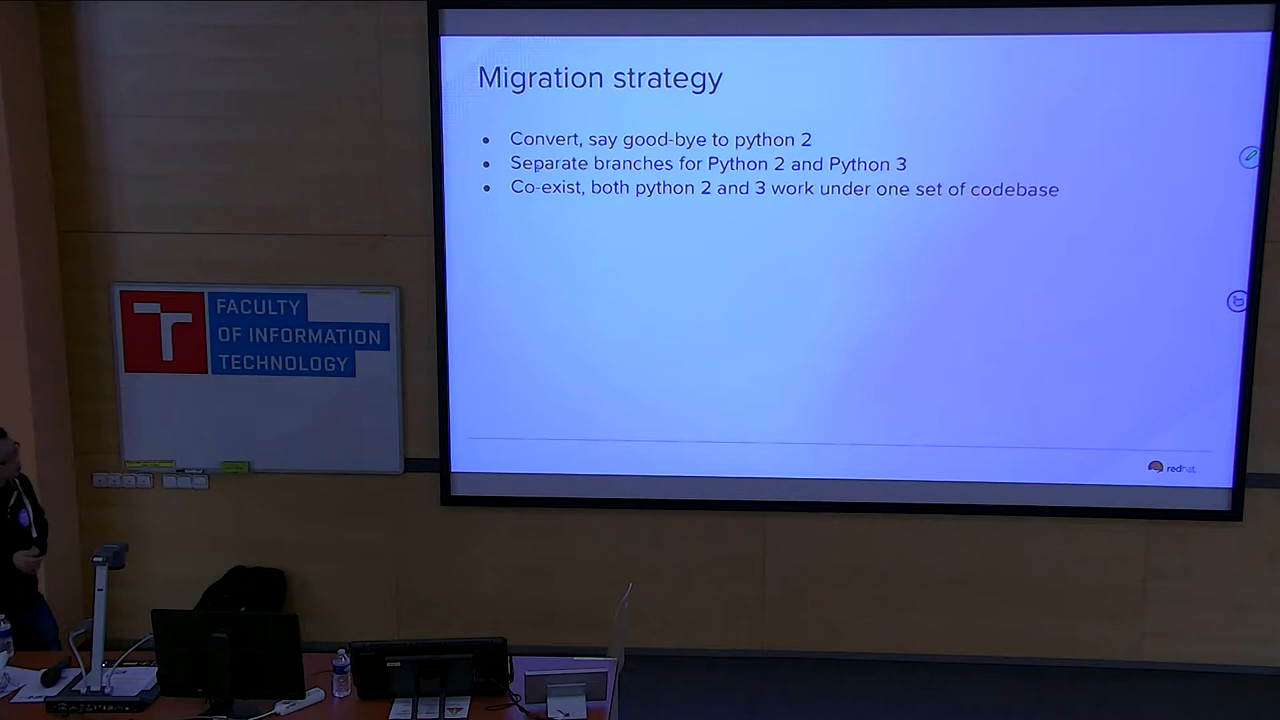 Migration strategy
Convert, say good-bye to python 2
Separate branches for Python 2 and Python 3
Co-exist, both python 2 and 3 work under one set of codebase
redhat.
FACULTY
OF INFORMATION
TECHNOLOGY